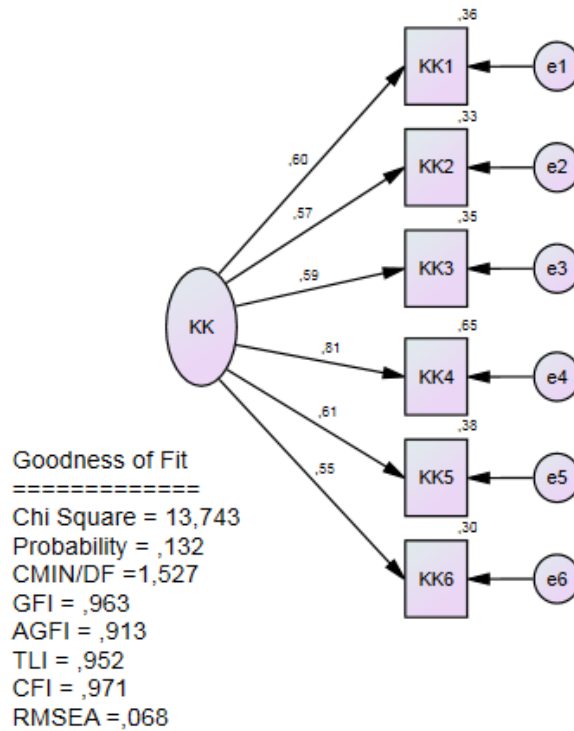 ,36
KK1
e1
,60
,33
KK2
e2
,57
,35
KK3
e3
,59
KK
,65
KK4
e4
,81
,38
KK5
e5
,61
,30
KK6
e6
,55
Goodness of Fit
=============
Chi Square = 13,743
Probability = ,132
CMIN/DF =1,527
GFI = ,963
AGFI = ,913
TLI = ,952
CFI = ,971
RMSEA =,068